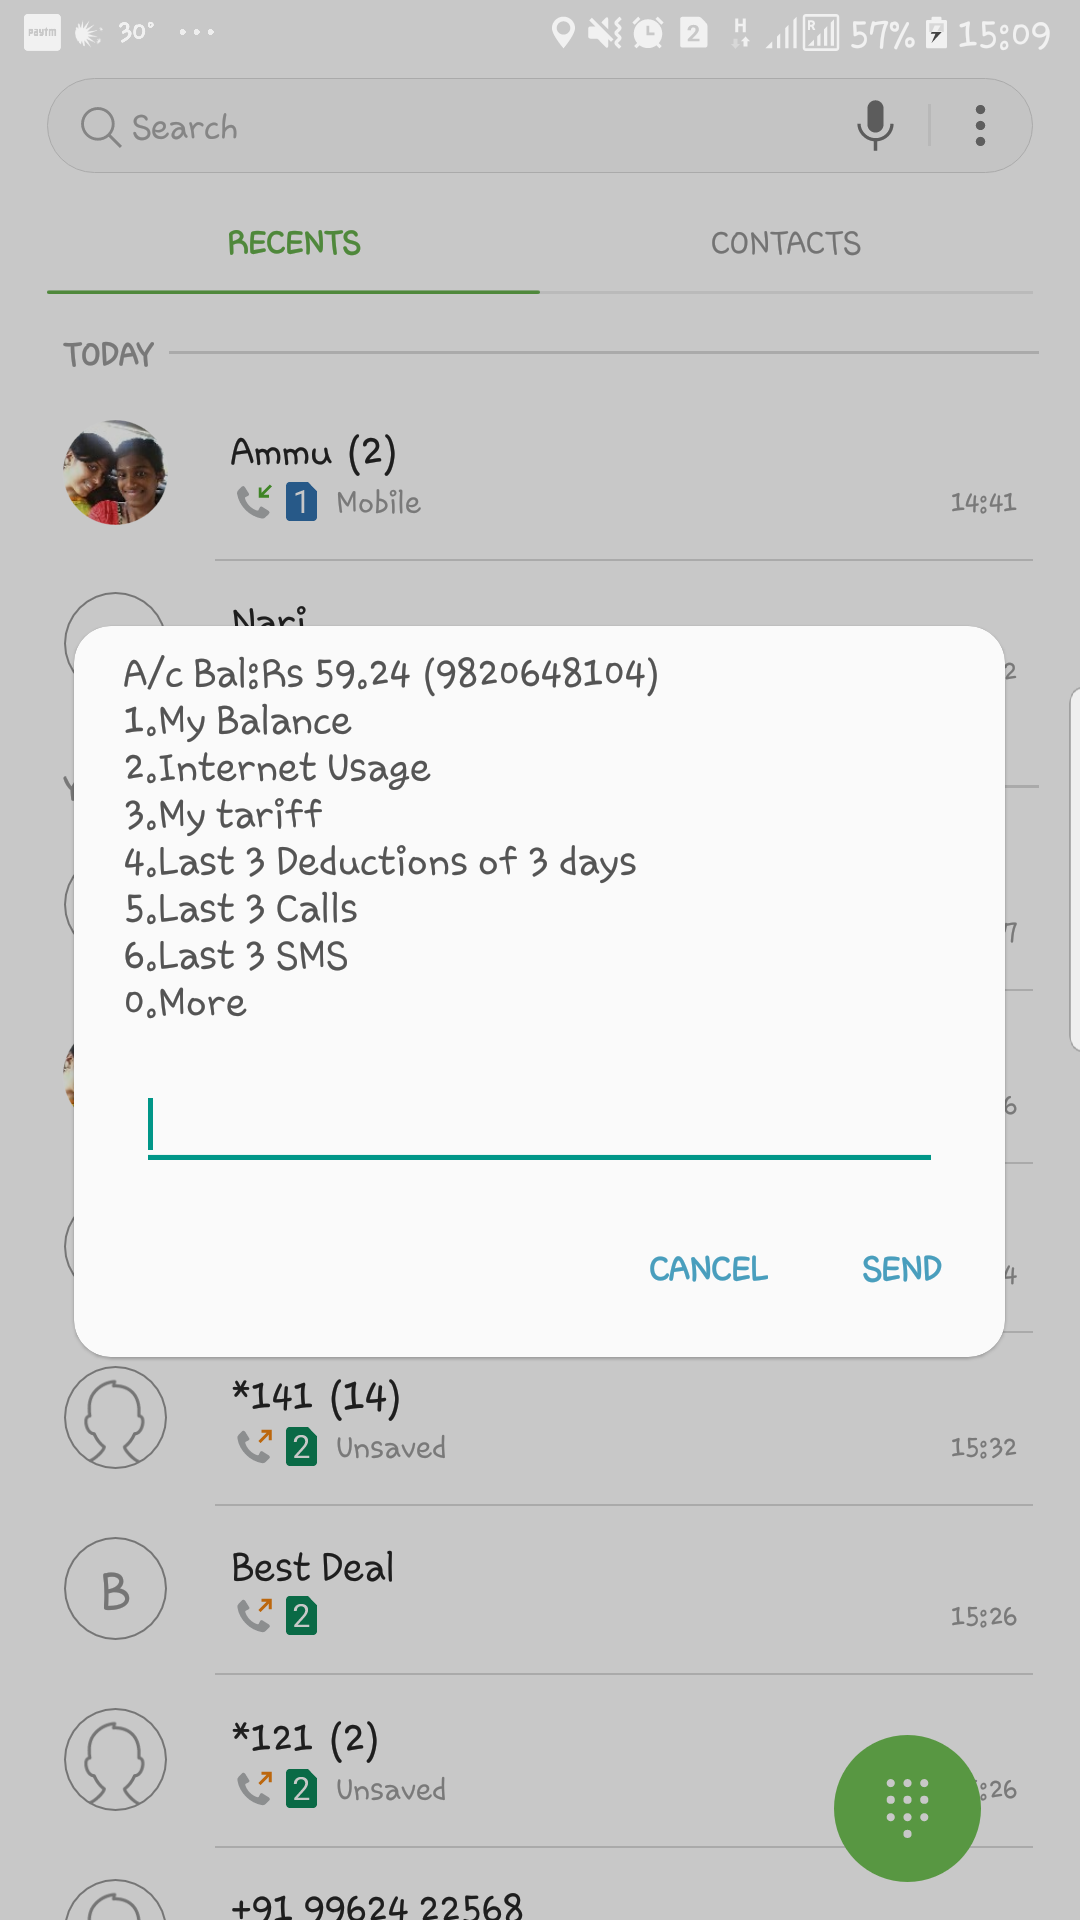 paytm 30° 2 H R 57% 15:09
Search
RECENTS CONTACTS
TODAY
Ammu (2)
1 Mobile 14:41
Nari
2
A/c Bal:Rs 59.24 (9820648104)
1.My Balance
2.Internet Usage
3.My tariff
4.Last 3 Deductions of 3 days
5.Last 3 Calls
6.Last 3 SMS
0.More
CANCEL SEND
*141 (14)
2 Unsaved 15:32
B Best Deal
2 15:26
*121 (2)
2 Unsaved :26
+91 99624 22568